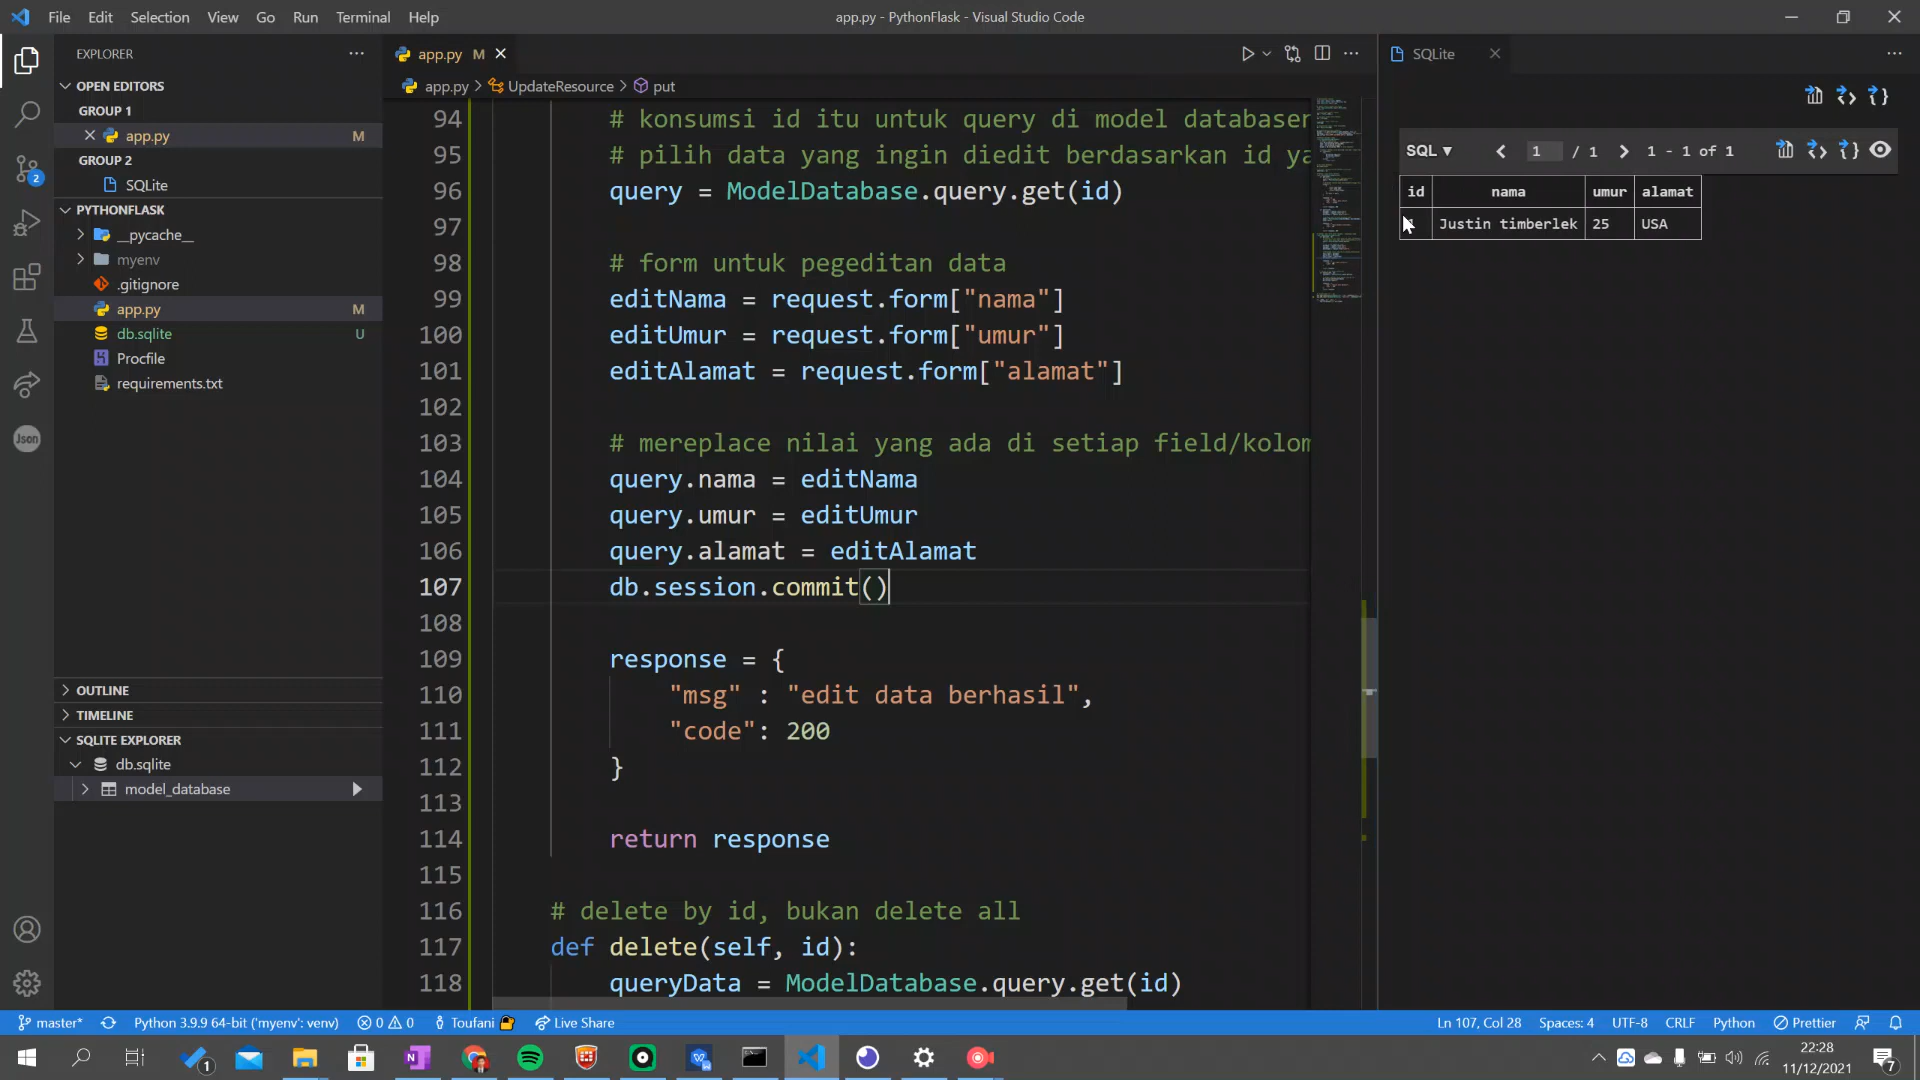 File Edit Selection View Go Run Terminal Help
app.py - PythonFlask - Visual Studio Code
EXPLORER
OPEN EDITORS
GROUP 1
app.py M
GROUP 2
SQLite
PYTHONFLASK
__pycache__
myenv
.gitignore
app.py M
db.sqlite U
Procfile
requirements.txt
OUTLINE
TIMELINE
SQLITE EXPLORER
db.sqlite
model_database
2
Json
app.py M
app.py > UpdateResource > put
94 # konsumsi id itu untuk query di model databaser
95 # pilih data yang ingin diedit berdasarkan id ya
96 query = ModelDatabase.query.get(id)
97
98 # form untuk pegeditan data
99 editNama = request.form["nama"]
100 editUmur = request.form["umur"]
101 editAlamat = request.form["alamat"]
102
103 # mereplace nilai yang ada di setiap field/kolom
104 query.nama = editNama
105 query.umur = editUmur
106 query.alamat = editAlamat
107 db.session.commit()
108
109 response = {
110 "msg" : "edit data berhasil",
111 "code": 200
112 }
113
114 return response
115
116 # delete by id, bukan delete all
117 def delete(self, id):
118 queryData = ModelDatabase.query.get(id)
SQLite
SQL ▼ < 1 / 1 > 1 - 1 of 1
id nama umur alamat
Justin timberlek 25 USA
master* Python 3.9.9 64-bit ('myenv': venv) 0 0 Toufani Live Share
Ln 107, Col 28 Spaces: 4 UTF-8 CRLF Python Prettier
1
22:28
11/12/2021
7